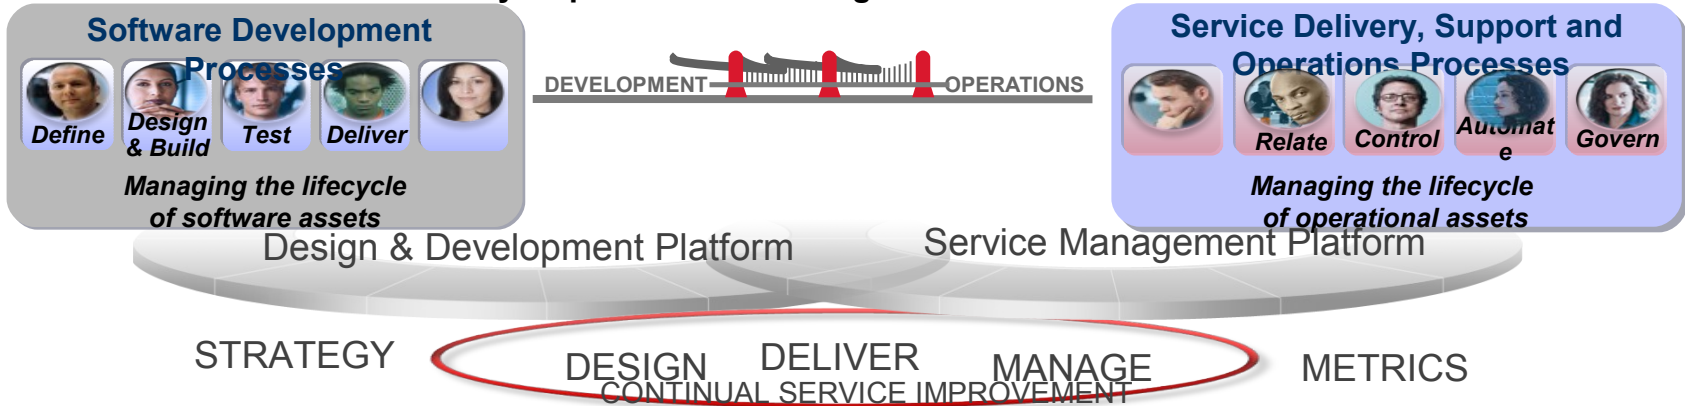 Software Development
Processes
Define
Design
& Build
Test
Deliver
Managing the lifecycle
of software assets
DEVELOPMENT
OPERATIONS
Service Delivery, Support and
Operations Processes
Relate
Control
Automat
e
Govern
Managing the lifecycle
of operational assets
Design & Development Platform
Service Management Platform
STRATEGY
DESIGN
DELIVER
MANAGE
METRICS
CONTINUAL SERVICE IMPROVEMENT